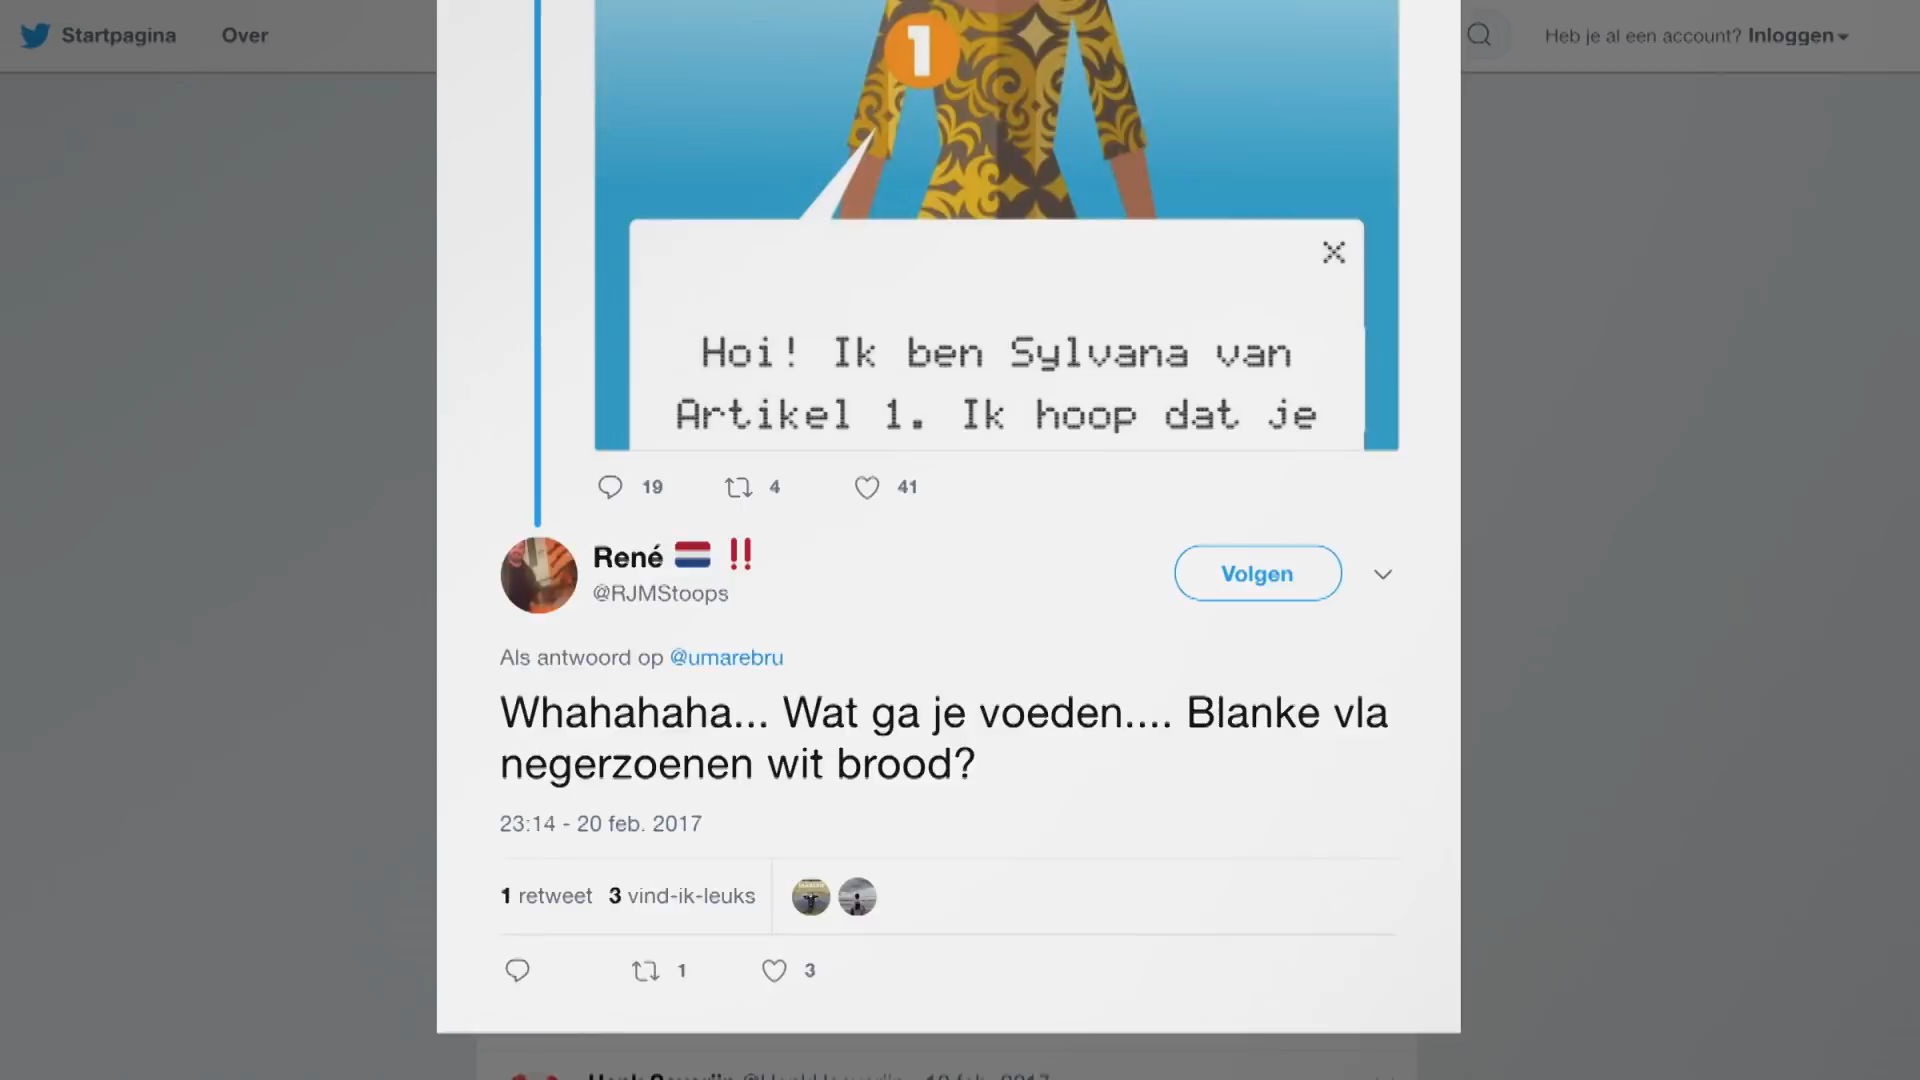 Startpagina Over
Heb je al een account? Inloggen
1
Hoi! Ik ben Sylvana van
Artikel 1. Ik hoop dat je
19 4 41
René 🇳🇱 ‼
@RJMStoops
Volgen
Als antwoord op @umarebru
Whahahaha... Wat ga je voeden.... Blanke vla
negerzoenen wit brood?
23:14 - 20 feb. 2017
1 retweet 3 vind-ik-leuks
1 3